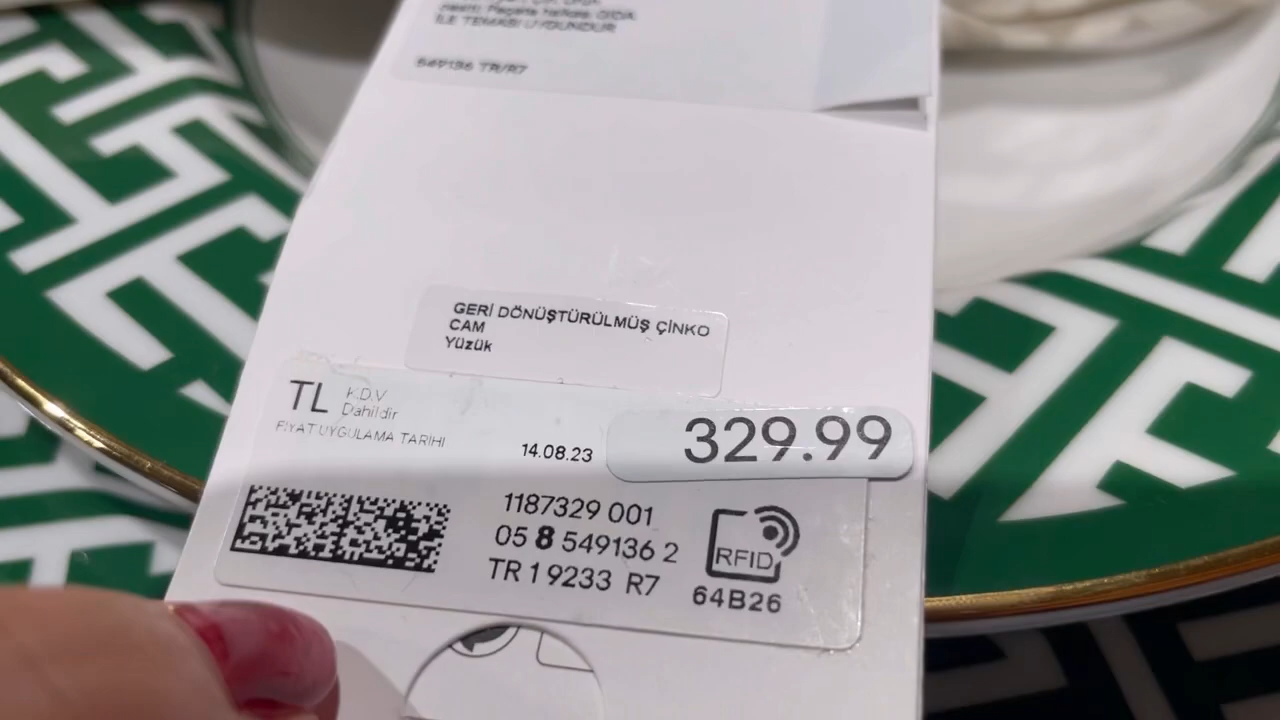 İLE TEMASI UYGUNDUR
549136 TR/R7
GERİ DÖNÜŞTÜRÜLMÜŞ ÇİNKO
CAM
Yüzük
TL K.D.V
Dahildir
FİYAT UYGULAMA TARİHİ
14.08.23
329.99
1187329 001
05 8 549136 2
TR 1 9233 R7
RFID
64B26